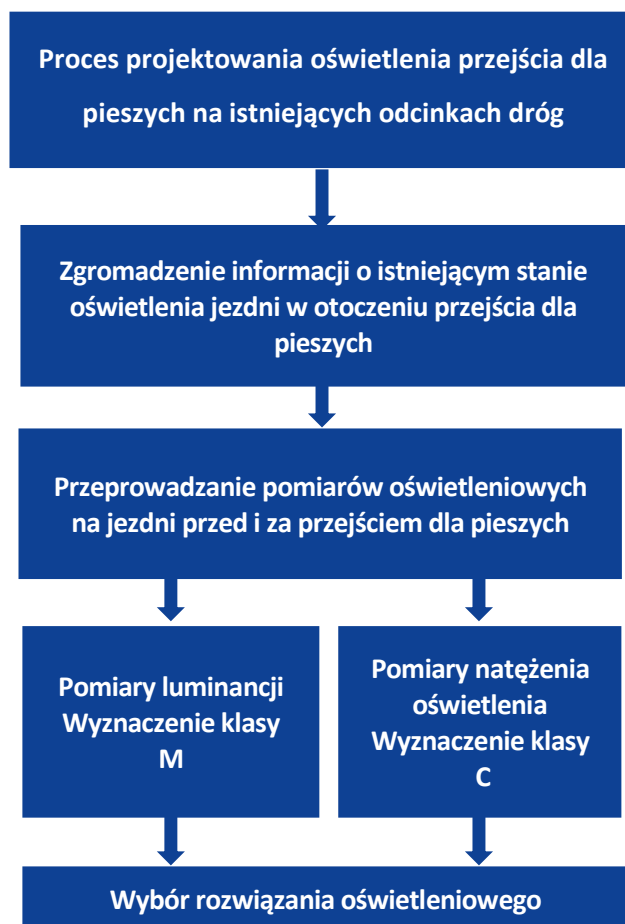 Proces projektowania oświetlenia przejścia dla
pieszych na istniejących odcinkach dróg
Zgromadzenie informacji o istniejącym stanie
oświetlenia jezdni w otoczeniu przejścia dla
pieszych
Przeprowadzanie pomiarów oświetleniowych
na jezdni przed i za przejściem dla pieszych
Pomiary luminancji
Wyznaczenie klasy
M
Pomiary natężenia
oświetlenia
Wyznaczenie klasy
C
Wybór rozwiązania oświetleniowego